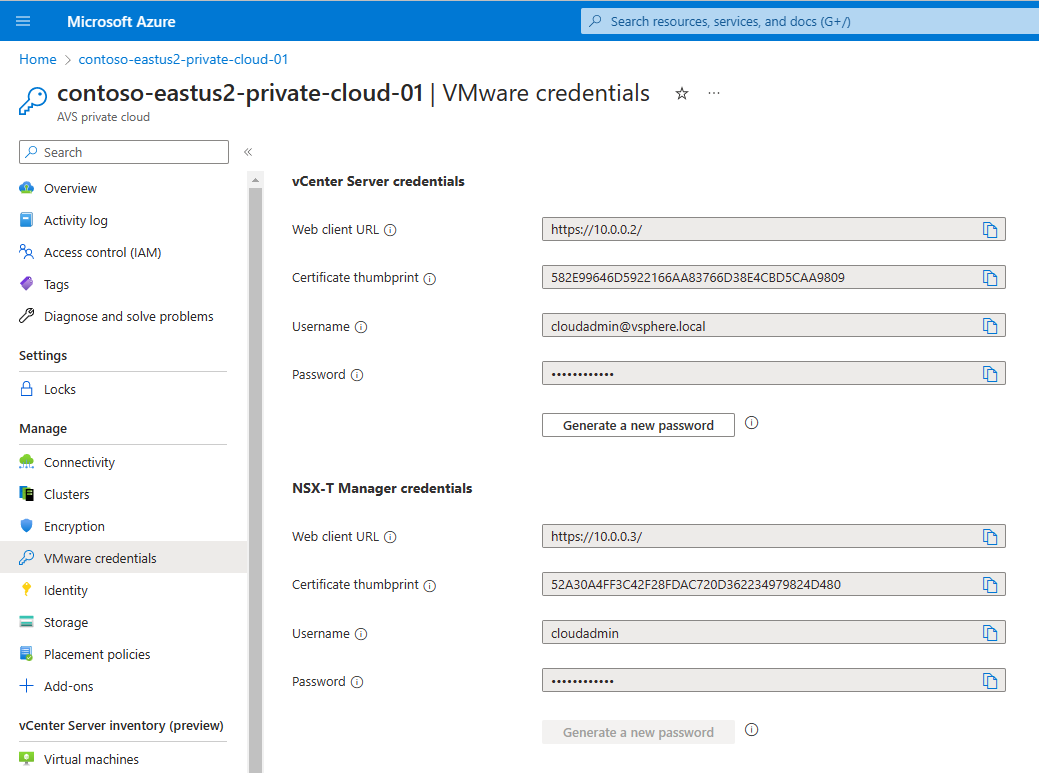 Microsoft Azure
Search resources, services, and docs (G+/)
Home > contoso-eastus2-private-cloud-01
contoso-eastus2-private-cloud-01 | VMware credentials
AVS private cloud
Search
Overview
Activity log
Access control (IAM)
Tags
Diagnose and solve problems
Settings
Locks
Manage
Connectivity
Clusters
Encryption
VMware credentials
Identity
Storage
Placement policies
Add-ons
vCenter Server inventory (preview)
Virtual machines
vCenter Server credentials
Web client URL https://10.0.0.2/
Certificate thumbprint 582E99646D5922166AA83766D38E4CBD5CAA9809
Username cloudadmin@vsphere.local
Password ••••••••••••
Generate a new password
NSX-T Manager credentials
Web client URL https://10.0.0.3/
Certificate thumbprint 52A30A4FF3C42F28FDAC720D362234979824D480
Username cloudadmin
Password ••••••••••••
Generate a new password